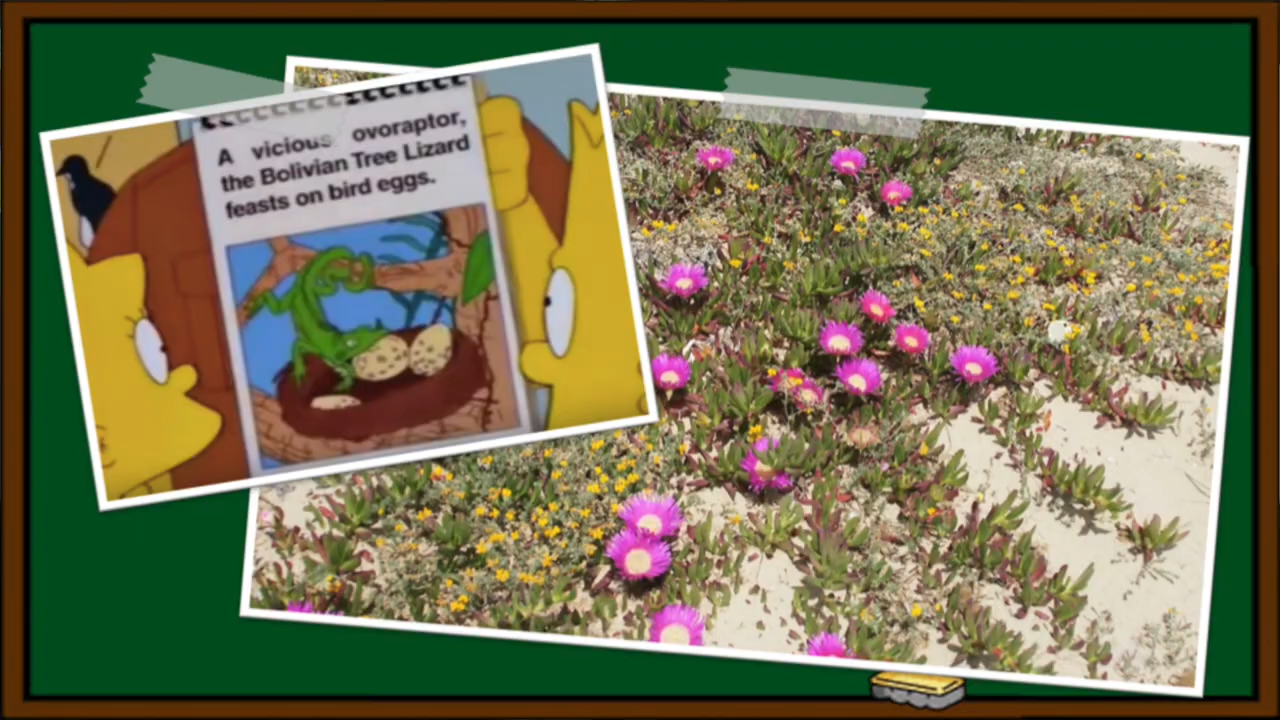 A vicious ovoraptor,
the Bolivian Tree Lizard
feasts on bird eggs.